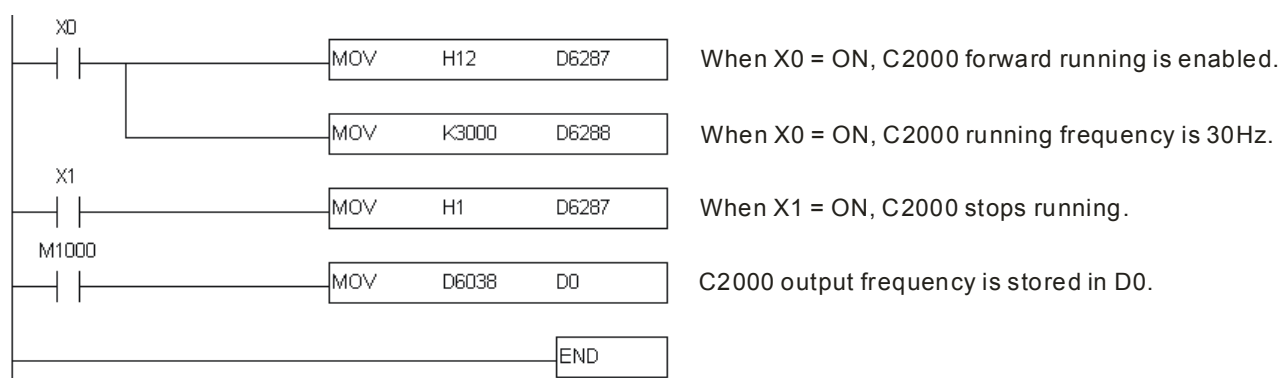 X0
MOV H12 D6287 When X0 = ON, C2000 forward running is enabled.
MOV K3000 D6288 When X0 = ON, C2000 running frequency is 30Hz.
X1
MOV H1 D6287 When X1 = ON, C2000 stops running.
M1000
MOV D6038 D0 C2000 output frequency is stored in D0.
END